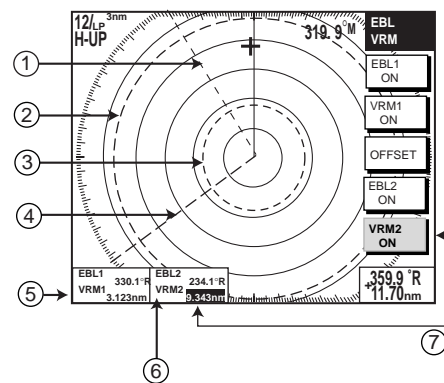 12/LP 3nm
H-UP
319.9°M
EBL
VRM
EBL1
ON
VRM1
ON
OFFSET
EBL2
ON
VRM2
ON
EBL1 330.1°R
VRM1 3.123nm
EBL2 234.1°R
VRM2 9.343nm
+359.9 °R
11.70nm
1
2
3
4
5
6
7